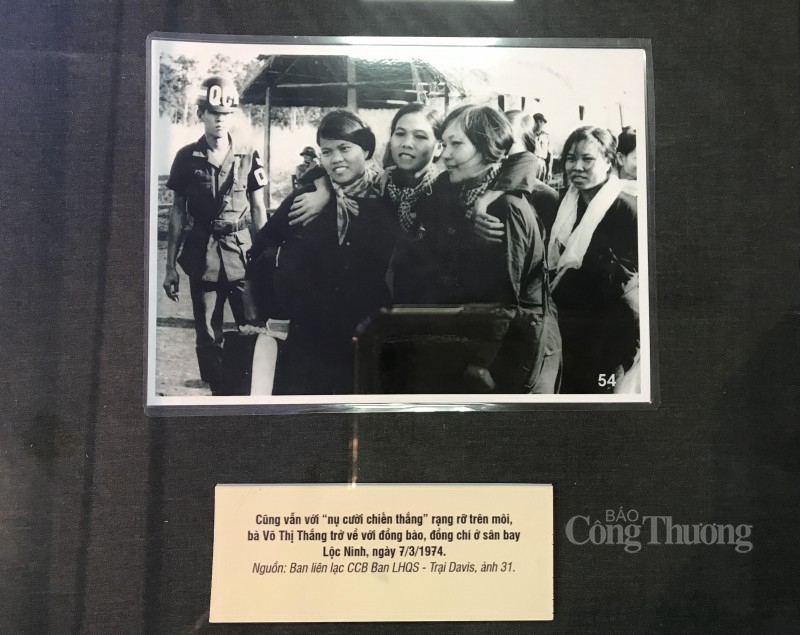 QC
54
Cũng vẫn với “nụ cười chiến thắng” rạng rỡ trên môi,
bà Võ Thị Thắng trở về với đồng bào, đồng chí ở sân bay
Lộc Ninh, ngày 7/3/1974.
Nguồn: Ban liên lạc CCB Ban LHQS - Trại Davis, ảnh 31.
BÁO
Công Thương